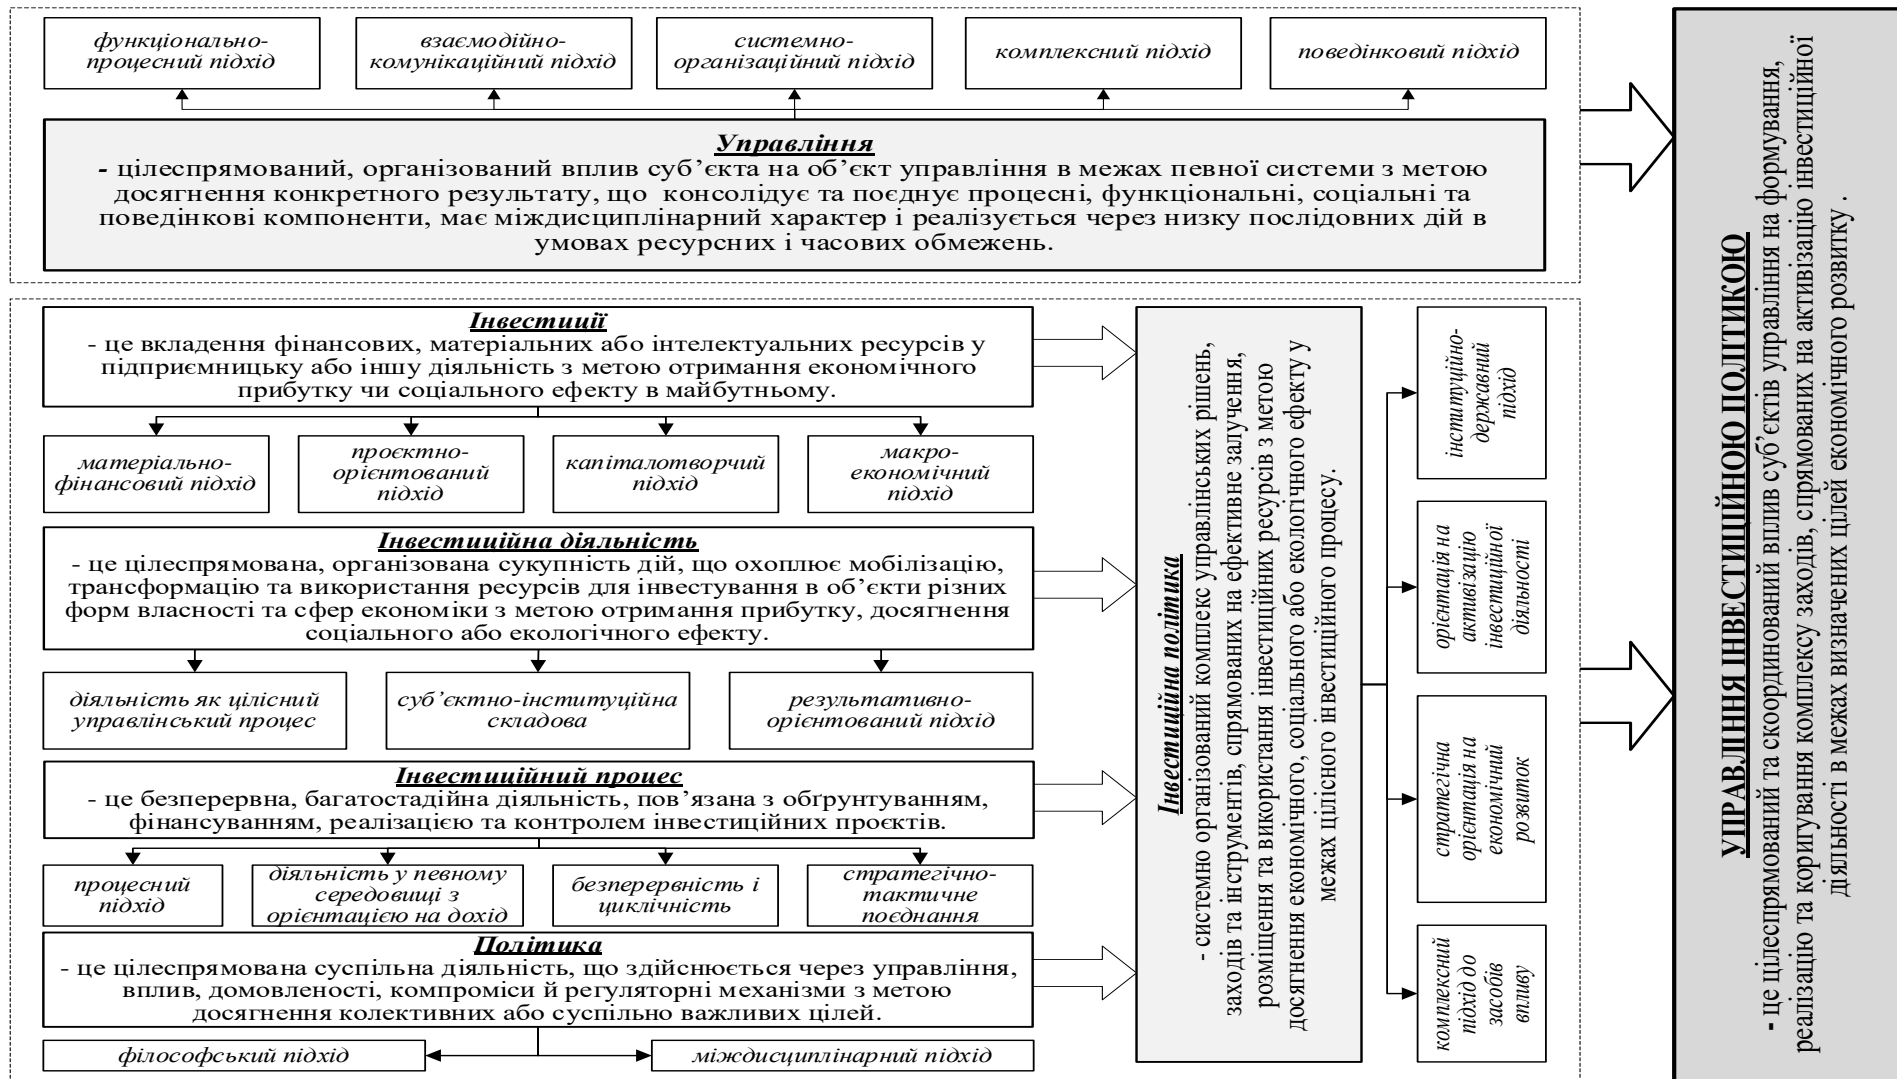 функціонально-
процесний підхід
взаємодійно-
комунікаційний підхід
системно-
організаційний підхід
комплексний підхід
поведінковий підхід
Управління
- цілеспрямований, організований вплив суб’єкта на об’єкт управління в межах певної системи з метою
досягнення конкретного результату, що консолідує та поєднує процесні, функціональні, соціальні та
поведінкові компоненти, має міждисциплінарний характер і реалізується через низку послідовних дій в
умовах ресурсних і часових обмежень.
Інвестиції
- це вкладення фінансових, матеріальних або інтелектуальних ресурсів у
підприємницьку або іншу діяльність з метою отримання економічного
прибутку чи соціального ефекту в майбутньому.
матеріально-
фінансовий підхід
проєктно-
орієнтований
підхід
капіталотворчий
підхід
макро-
економічний
підхід
Інвестиційна діяльність
- це цілеспрямована, організована сукупність дій, що охоплює мобілізацію,
трансформацію та використання ресурсів для інвестування в об’єкти різних
форм власності та сфер економіки з метою отримання прибутку, досягнення
соціального або екологічного ефекту.
діяльність як цілісний
управлінський процес
суб’єктно-інституційна
складова
результативно-
орієнтований підхід
Інвестиційний процес
- це безперервна, багатостадійна діяльність, пов’язана з обґрунтуванням,
фінансуванням, реалізацією та контролем інвестиційних проєктів.
процесний
підхід
діяльність у певному
середовищі з
орієнтацією на дохід
безперервність і
циклічність
стратегічно-
тактичне
поєднання
Політика
- це цілеспрямована суспільна діяльність, що здійснюється через управління,
вплив, домовленості, компроміси й регуляторні механізми з метою
досягнення колективних або суспільно важливих цілей.
філософський підхід
міждисциплінарний підхід
Інвестиційна політика
- системно організований комплекс управлінських рішень,
заходів та інструментів, спрямованих на ефективне залучення,
розміщення та використання інвестиційних ресурсів з метою
досягнення економічного, соціального або екологічного ефекту у
межах цілісного інвестиційного процесу.
інституційно-
державний
підхід
орієнтація на
активізацію
інвестиційної
діяльності
стратегічна
орієнтація на
економічний
розвиток
комплексний
підхід до
засобів
впливу
УПРАВЛІННЯ ІНВЕСТИЦІЙНОЮ ПОЛІТИКОЮ
- це цілеспрямований та скоординований вплив суб’єктів управління на формування,
реалізацію та коригування комплексу заходів, спрямованих на активізацію інвестиційної
діяльності в межах визначених цілей економічного розвитку .